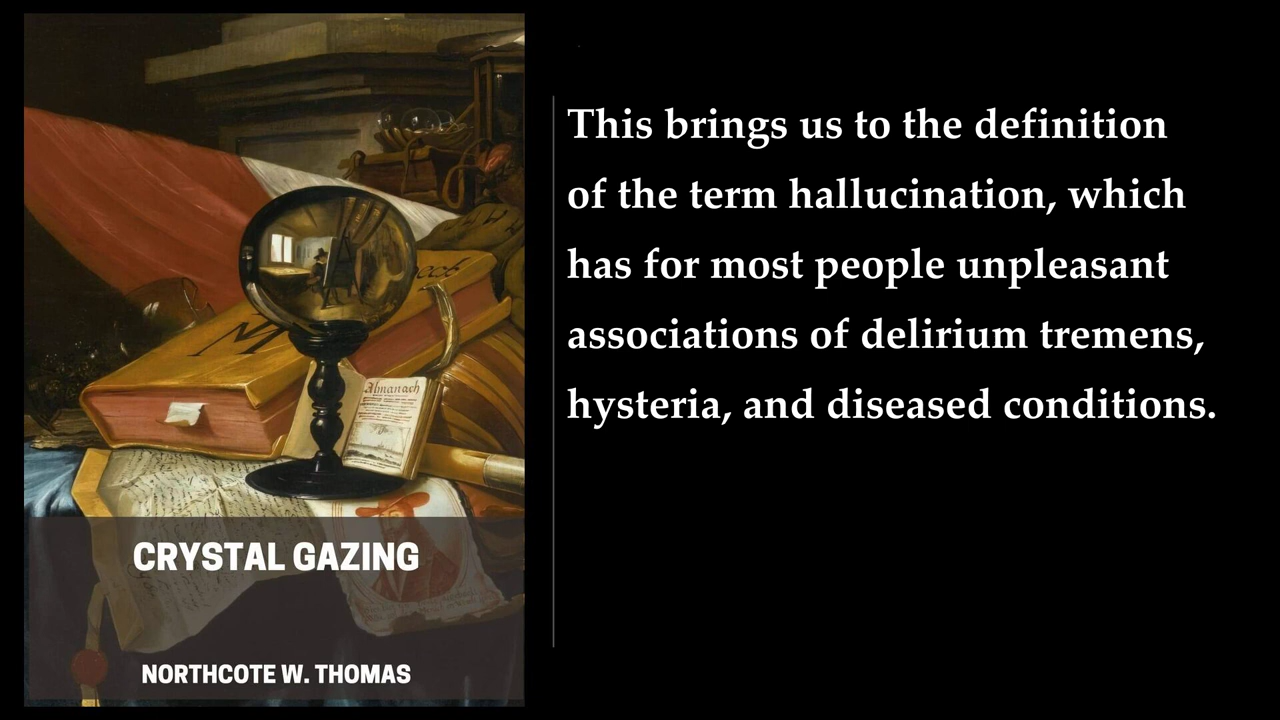 This brings us to the definition
of the term hallucination, which
has for most people unpleasant
associations of delirium tremens,
hysteria, and diseased conditions.
M
Almanach
CRYSTAL GAZING
NORTHCOTE W. THOMAS